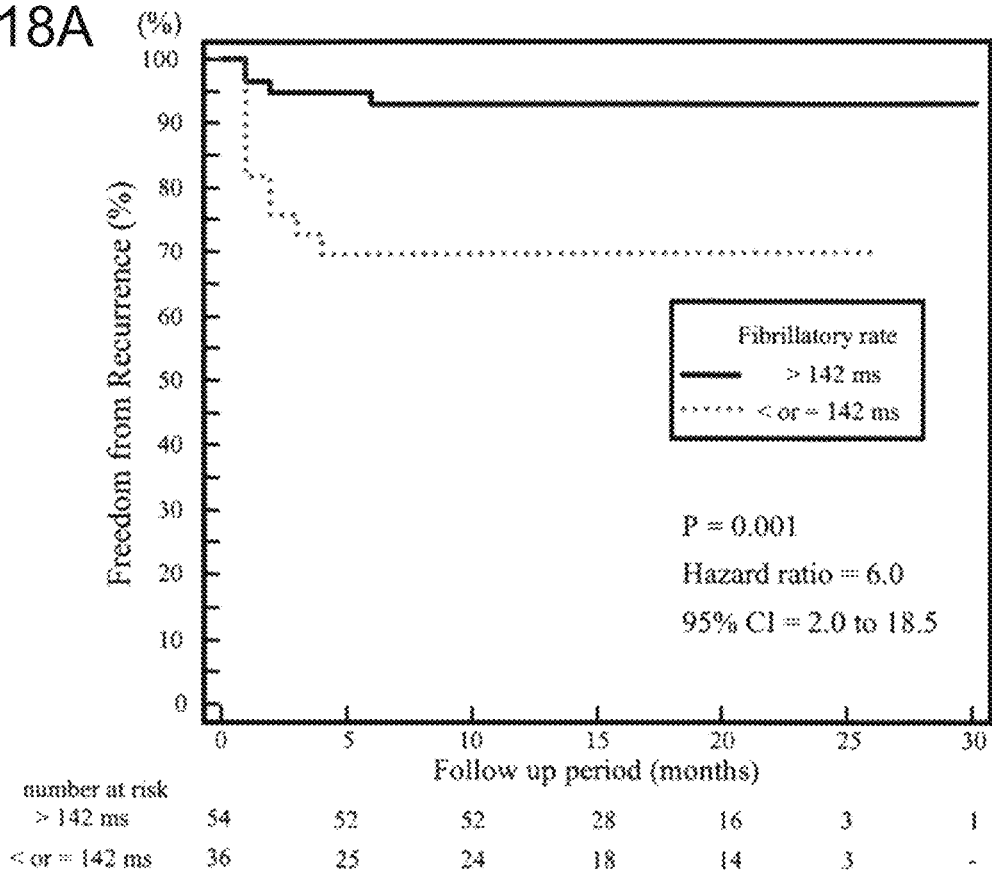 18A
(%)
100
90
80
70
60
50
40
30
20
10
0
Freedom from Recurrence (%)
Fibrillatory rate
> 142 ms
< or = 142 ms
P = 0.001
Hazard ratio = 6.0
95% CI = 2.0 to 18.5
0 5 10 15 20 25 30
Follow up period (months)
number at risk
> 142 ms 54 52 52 28 16 3 1
< or = 142 ms 36 25 24 18 14 3 -